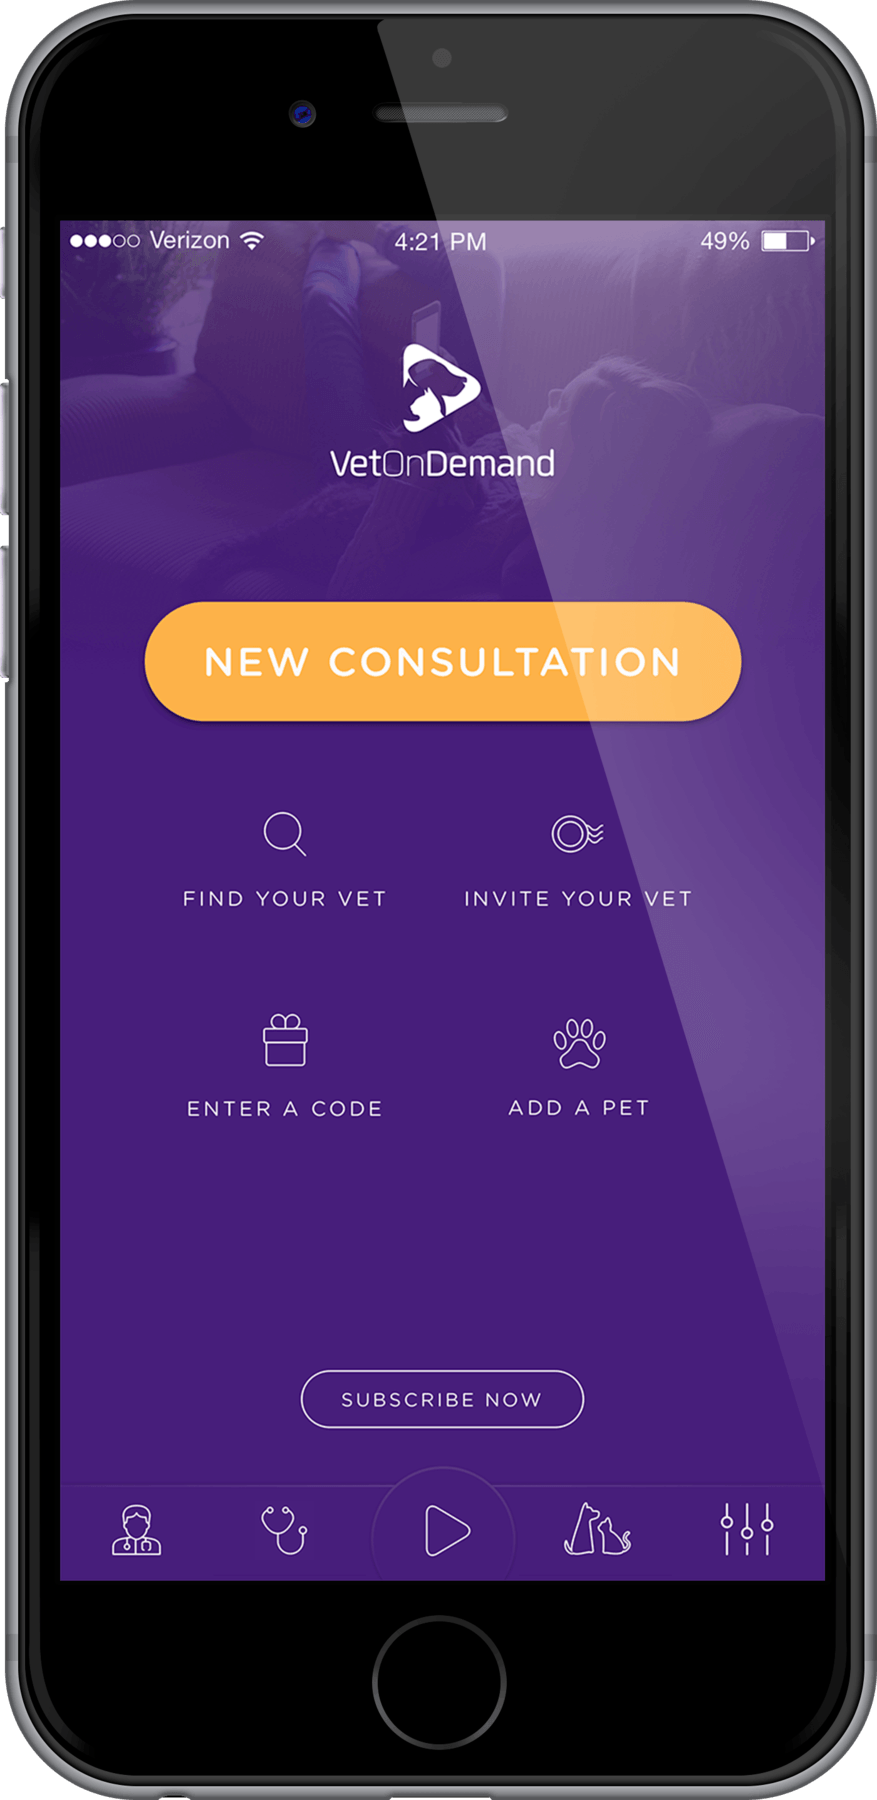 Verizon 4:21 PM 49%
VetOnDemand
NEW CONSULTATION
FIND YOUR VET INVITE YOUR VET
ENTER A CODE ADD A PET
SUBSCRIBE NOW